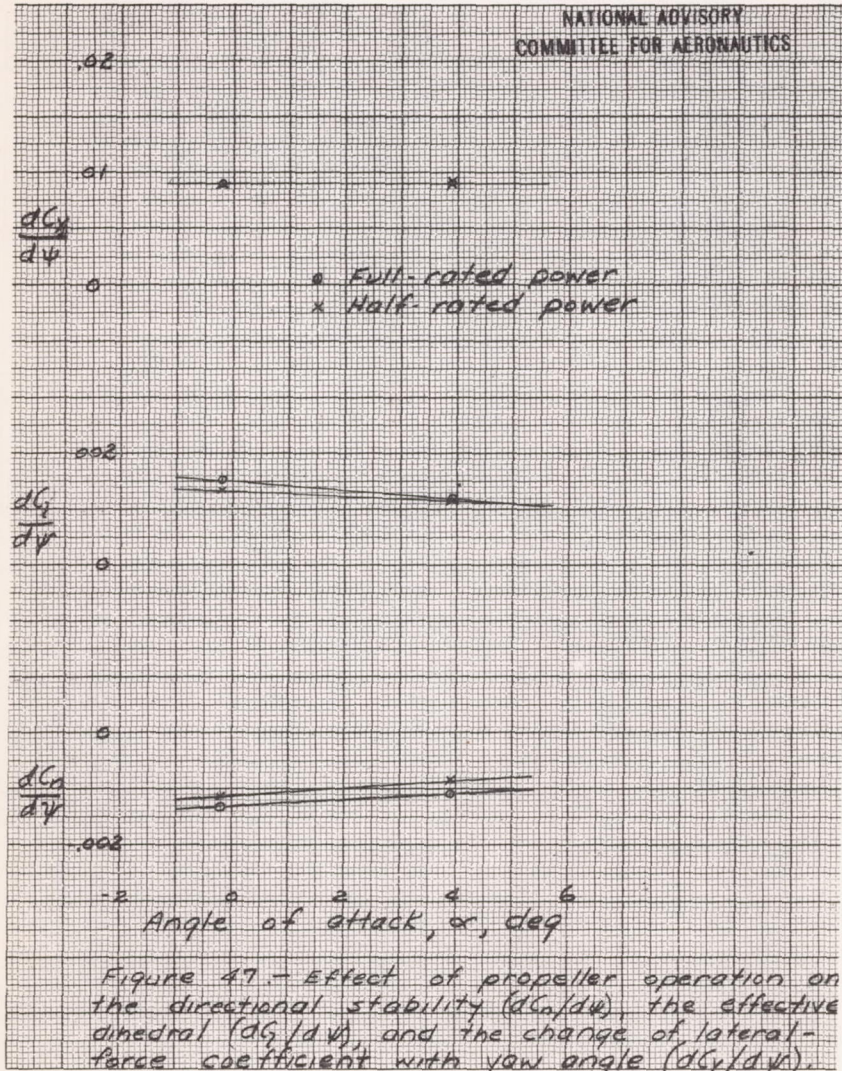 NATIONAL ADVISORY
COMMITTEE FOR AERONAUTICS
.02
.01
dCy
dψ
0
o Full-rated power
x Half-rated power
.002
dCl
dψ
0
0
dCn
dψ
-.002
-2 0 2 4 6
Angle of attack, α, deg
Figure 47.- Effect of propeller operation on
the directional stability (dCn/dψ), the effective
dihedral (dCl/dψ), and the change of lateral-
force coefficient with yaw angle (dCy/dψ).